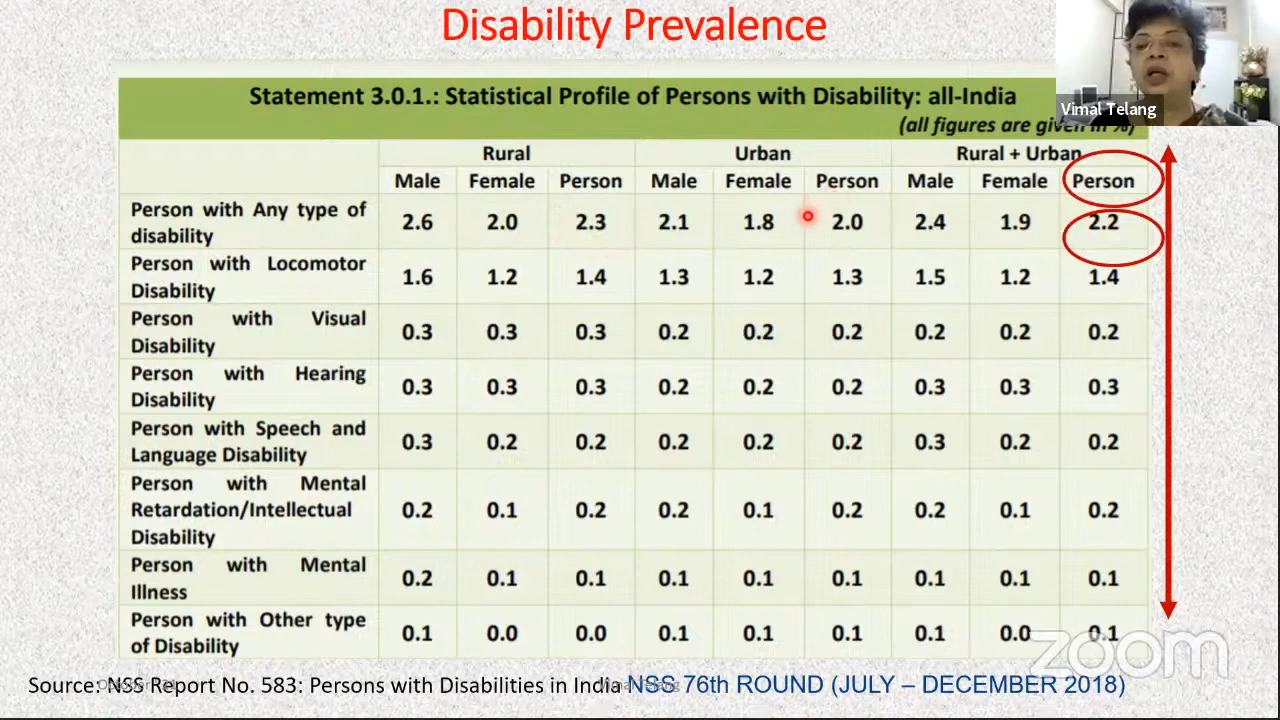 Disability Prevalence
Vimal Telang
Statement 3.0.1.: Statistical Profile of Persons with Disability: all-India
(all figures are given in %)
Rural Urban Rural + Urban
Male Female Person Male Female Person Male Female Person
Person with Any type of
disability
2.6 2.0 2.3 2.1 1.8 2.0 2.4 1.9 2.2
Person with Locomotor
Disability
1.6 1.2 1.4 1.3 1.2 1.3 1.5 1.2 1.4
Person with Visual
Disability
0.3 0.3 0.3 0.2 0.2 0.2 0.2 0.2 0.2
Person with Hearing
Disability
0.3 0.3 0.3 0.2 0.2 0.2 0.3 0.3 0.3
Person with Speech and
Language Disability
0.3 0.2 0.2 0.2 0.2 0.2 0.3 0.2 0.2
Person with Mental
Retardation/Intellectual
Disability
0.2 0.1 0.2 0.2 0.1 0.2 0.2 0.1 0.2
Person with Mental
Illness
0.2 0.1 0.1 0.1 0.1 0.1 0.1 0.1 0.1
Person with Other type
of Disability
0.1 0.0 0.0 0.1 0.1 0.1 0.1 0.0 0.1
zoom
Source: NSS Report No. 583: Persons with Disabilities in India NSS 76th ROUND (JULY – DECEMBER 2018)